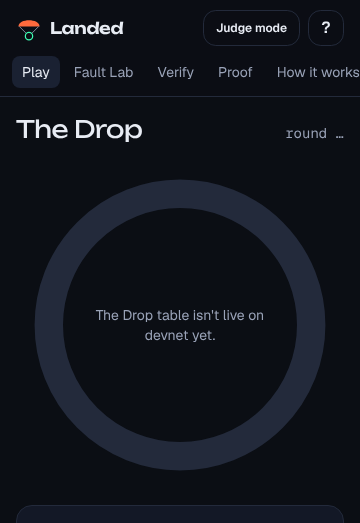 Landed
Judge mode
?
Play Fault Lab Verify Proof How it works
The Drop
round …
The Drop table isn't live on
devnet yet.